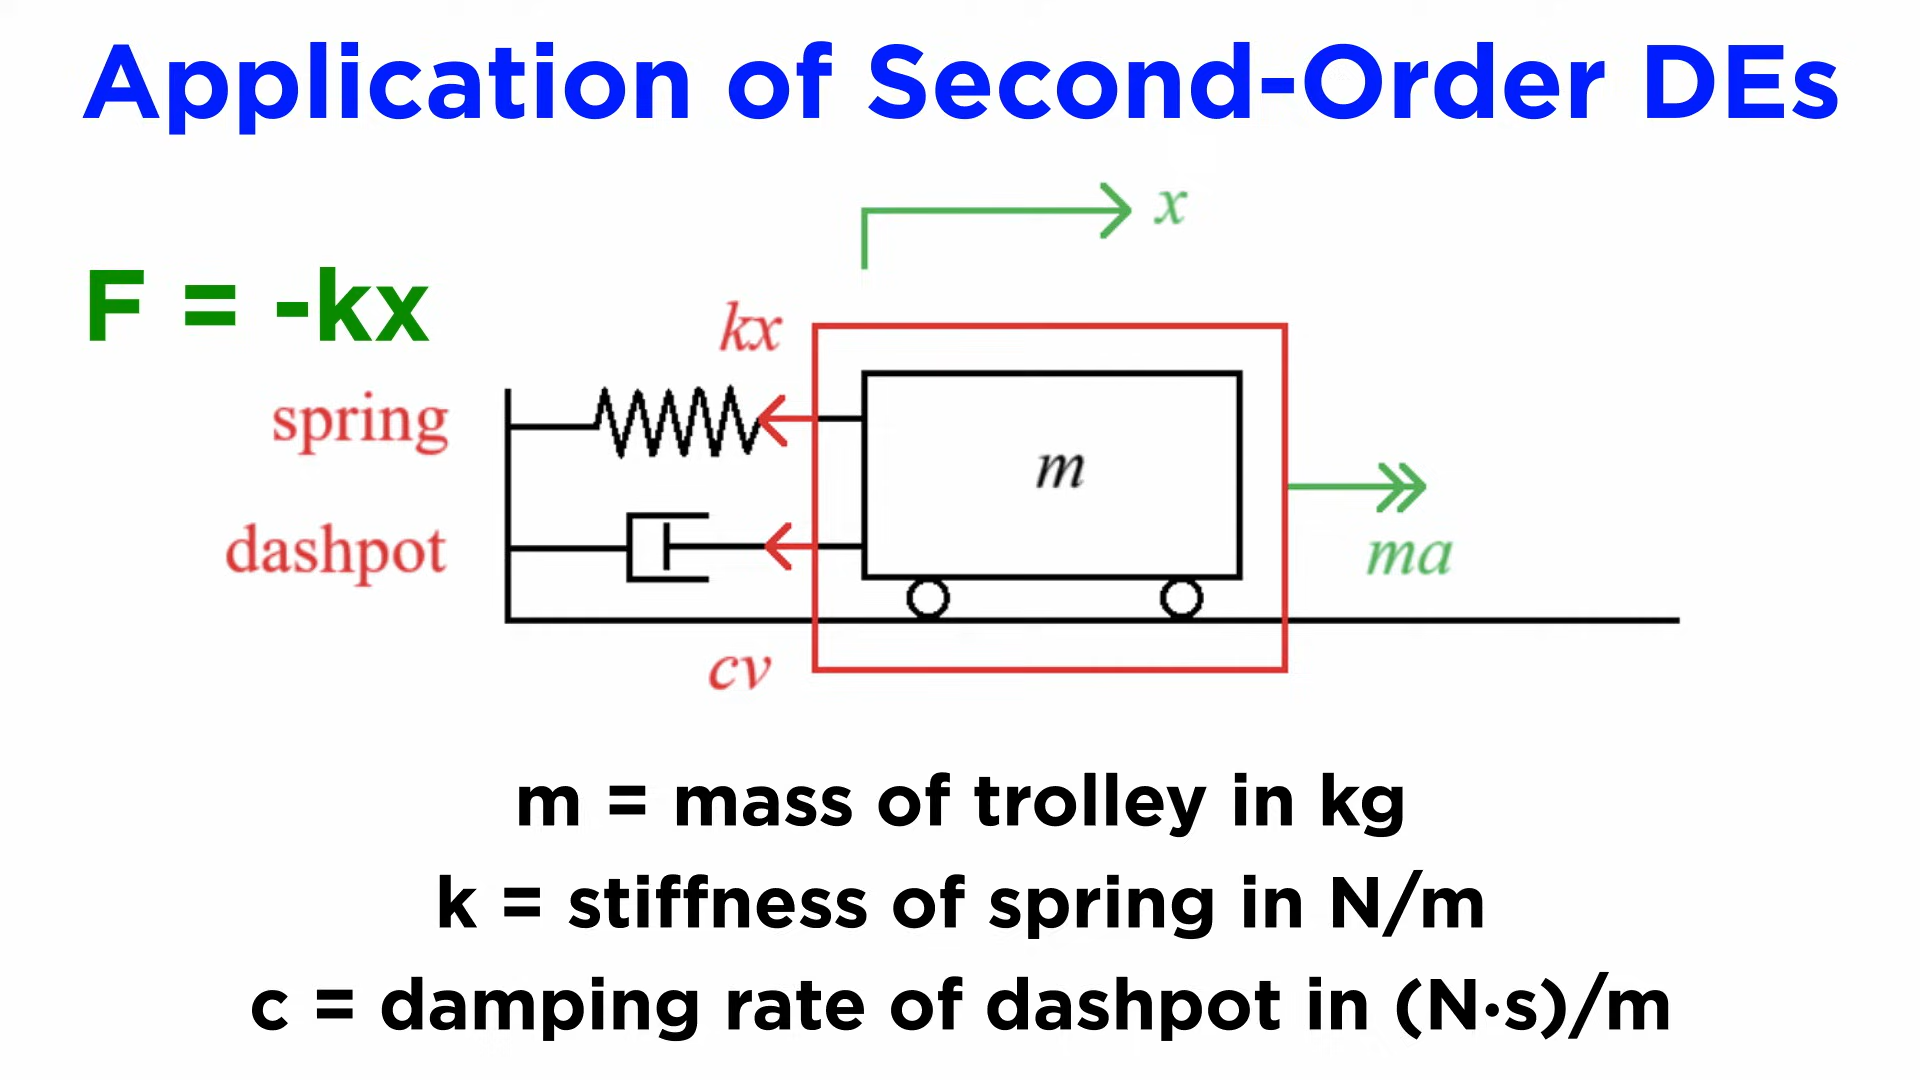 Application of Second-Order DEs
x
F = -kx
kx
spring
m
dashpot
ma
cv
m = mass of trolley in kg
k = stiffness of spring in N/m
c = damping rate of dashpot in (N·s)/m